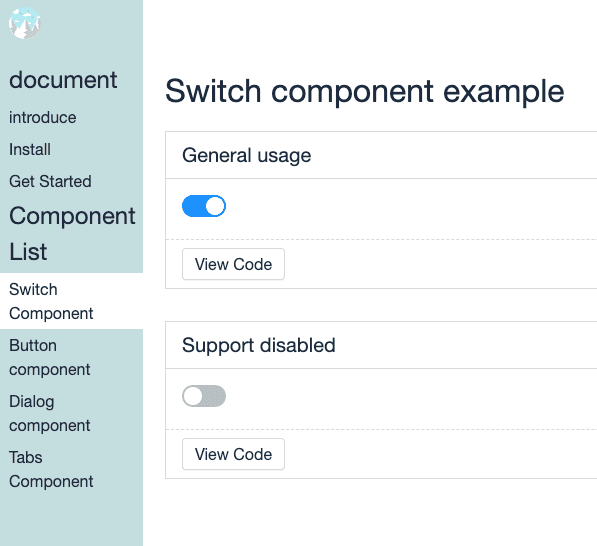 document
introduce
Install
Get Started
Component
List
Switch
Component
Button
component
Dialog
component
Tabs
Component
Switch component example
General usage
View Code
Support disabled
View Code